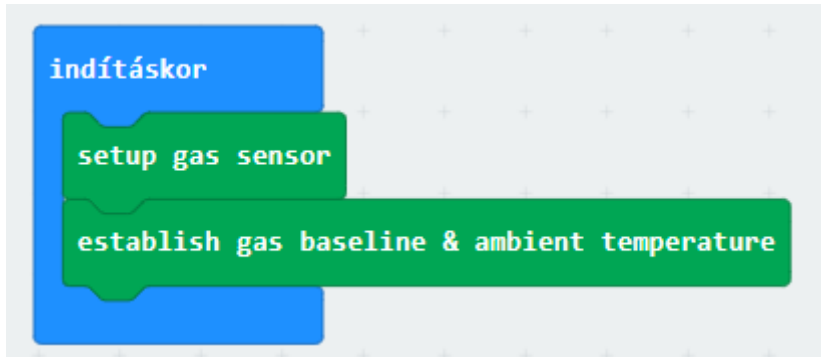 indításkor
setup gas sensor
establish gas baseline & ambient temperature